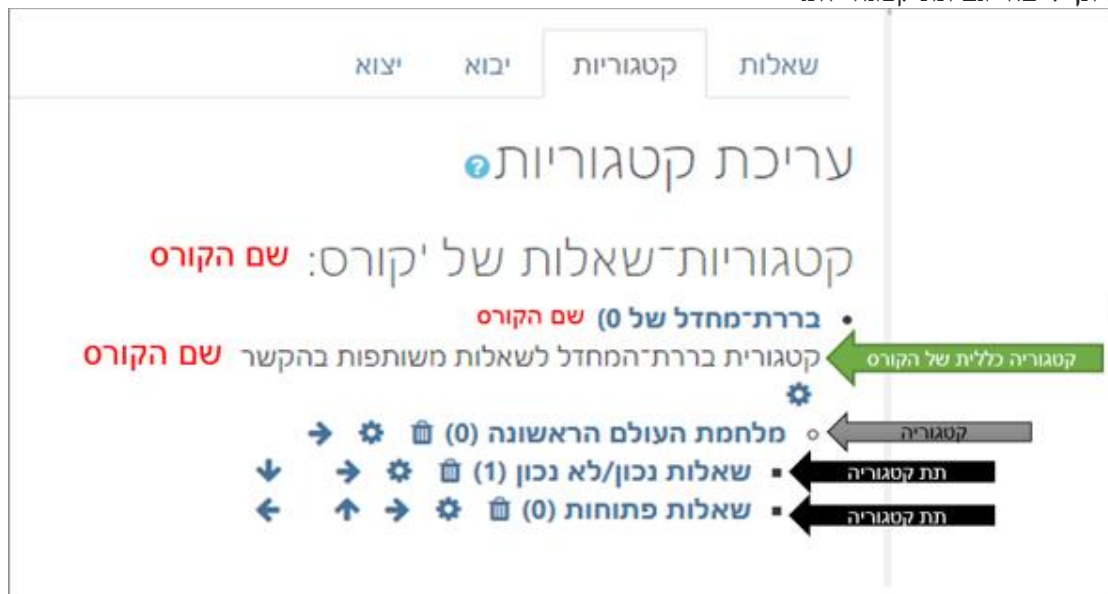 שאלות קטגוריות יבוא יצוא
עריכת קטגוריות
קטגוריות־שאלות של 'קורס: שם הקורס
בררת־מחדל של 0) שם הקורס
קטגוריה כללית של הקורס קטגורית בררת־המחדל לשאלות משותפות בהקשר שם הקורס
קטגוריה מלחמת העולם הראשונה (0)
תת קטגוריה שאלות נכון/לא נכון (1)
תת קטגוריה שאלות פתוחות (0)